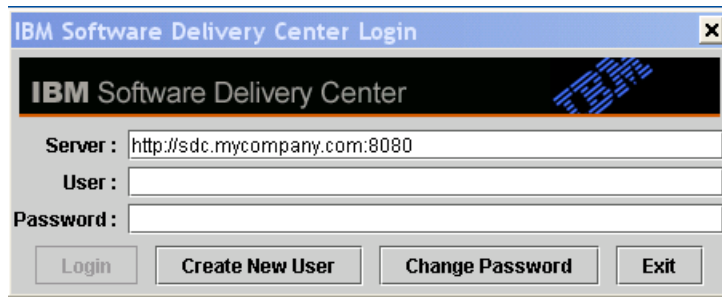 IBM Software Delivery Center Login
IBM Software Delivery Center IBM
Server : http://sdc.mycompany.com:8080
User :
Password :
Login Create New User Change Password Exit